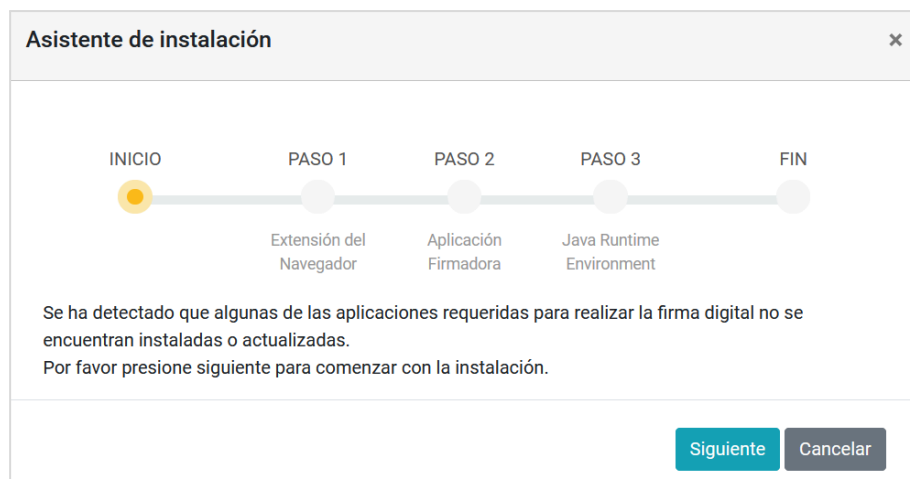 Asistente de instalación
×
INICIO
PASO 1
PASO 2
PASO 3
FIN
Extensión del
Navegador
Aplicación
Firmadora
Java Runtime
Environment
Se ha detectado que algunas de las aplicaciones requeridas para realizar la firma digital no se
encuentran instaladas o actualizadas.
Por favor presione siguiente para comenzar con la instalación.
Siguiente
Cancelar